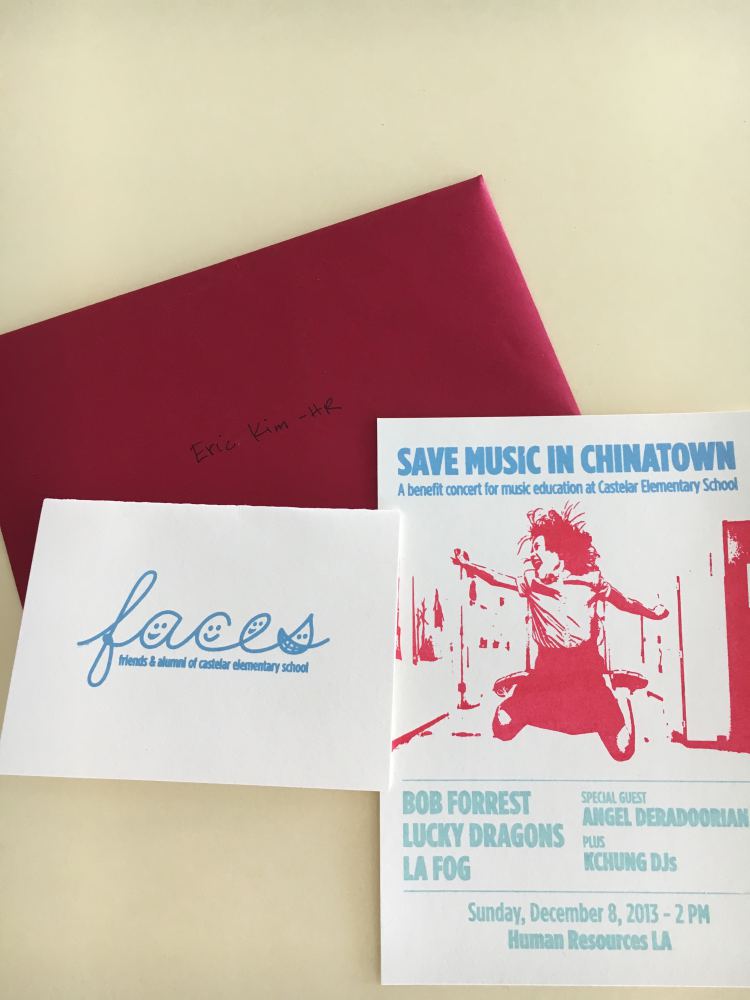 Eric Kim -HR
faces
friends & alumni of castelar elementary school
SAVE MUSIC IN CHINATOWN
A benefit concert for music education at Castelar Elementary School
BOB FORREST
LUCKY DRAGONS
LA FOG
SPECIAL GUEST
ANGEL DERADOORIAN
PLUS
KCHUNG DJs
Sunday, December 8, 2013 - 2 PM
Human Resources LA